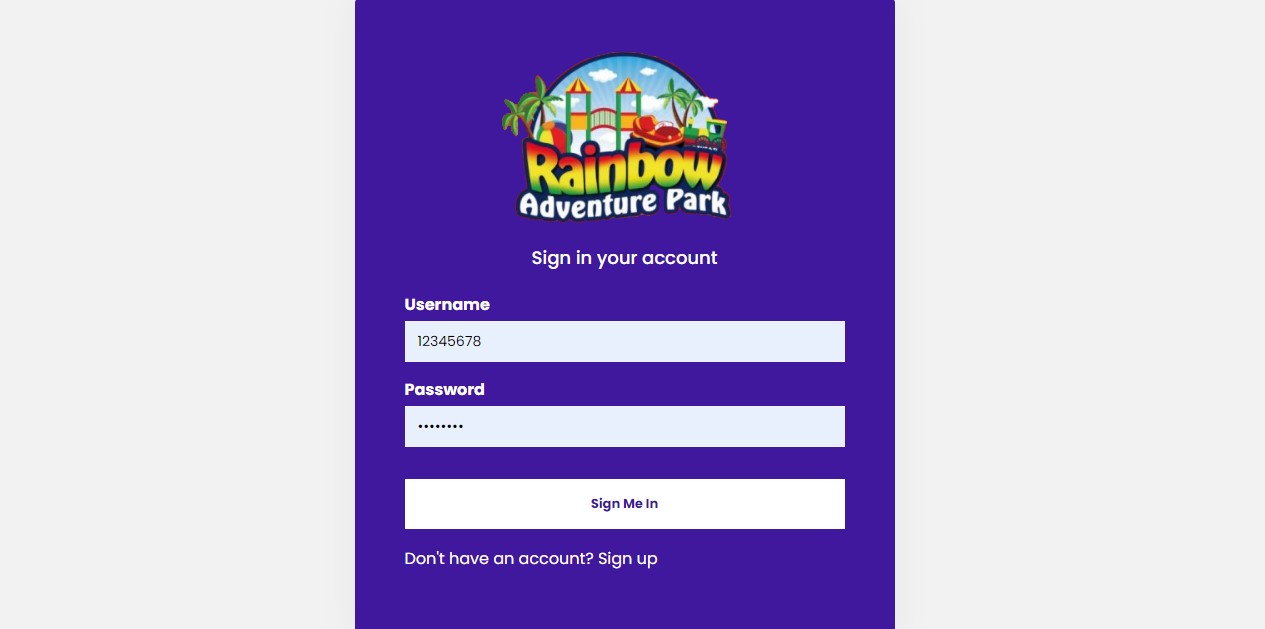 Rainbow
Adventure Park
Sign in your account
Username
12345678
Password
••••••••
Sign Me In
Don't have an account? Sign up